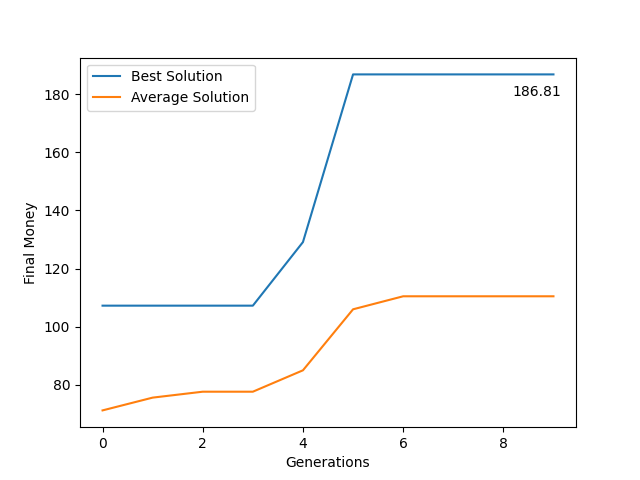 Best Solution
Average Solution
186.81
180
160
140
120
100
80
Final Money
0 2 4 6 8
Generations